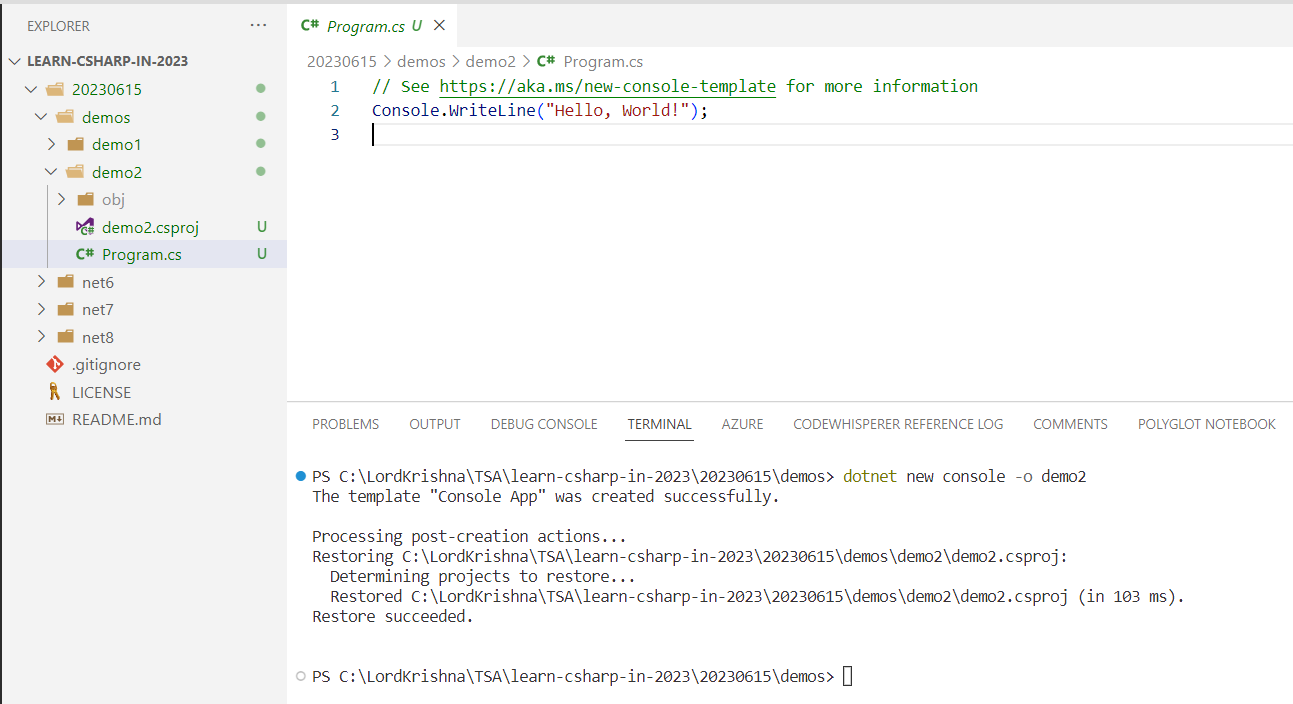 EXPLORER ...
LEARN-CSHARP-IN-2023
20230615
demos
demo1
demo2
obj
demo2.csproj U
C# Program.cs U
net6
net7
net8
.gitignore
LICENSE
README.md
C# Program.cs U
20230615 > demos > demo2 > C# Program.cs
1 // See https://aka.ms/new-console-template for more information
2 Console.WriteLine("Hello, World!");
3
PROBLEMS OUTPUT DEBUG CONSOLE TERMINAL AZURE CODEWHISPERER REFERENCE LOG COMMENTS POLYGLOT NOTEBOOK
PS C:\LordKrishna\TSA\learn-csharp-in-2023\20230615\demos> dotnet new console -o demo2
The template "Console App" was created successfully.
Processing post-creation actions...
Restoring C:\LordKrishna\TSA\learn-csharp-in-2023\20230615\demos\demo2\demo2.csproj:
Determining projects to restore...
Restored C:\LordKrishna\TSA\learn-csharp-in-2023\20230615\demos\demo2\demo2.csproj (in 103 ms).
Restore succeeded.
PS C:\LordKrishna\TSA\learn-csharp-in-2023\20230615\demos>